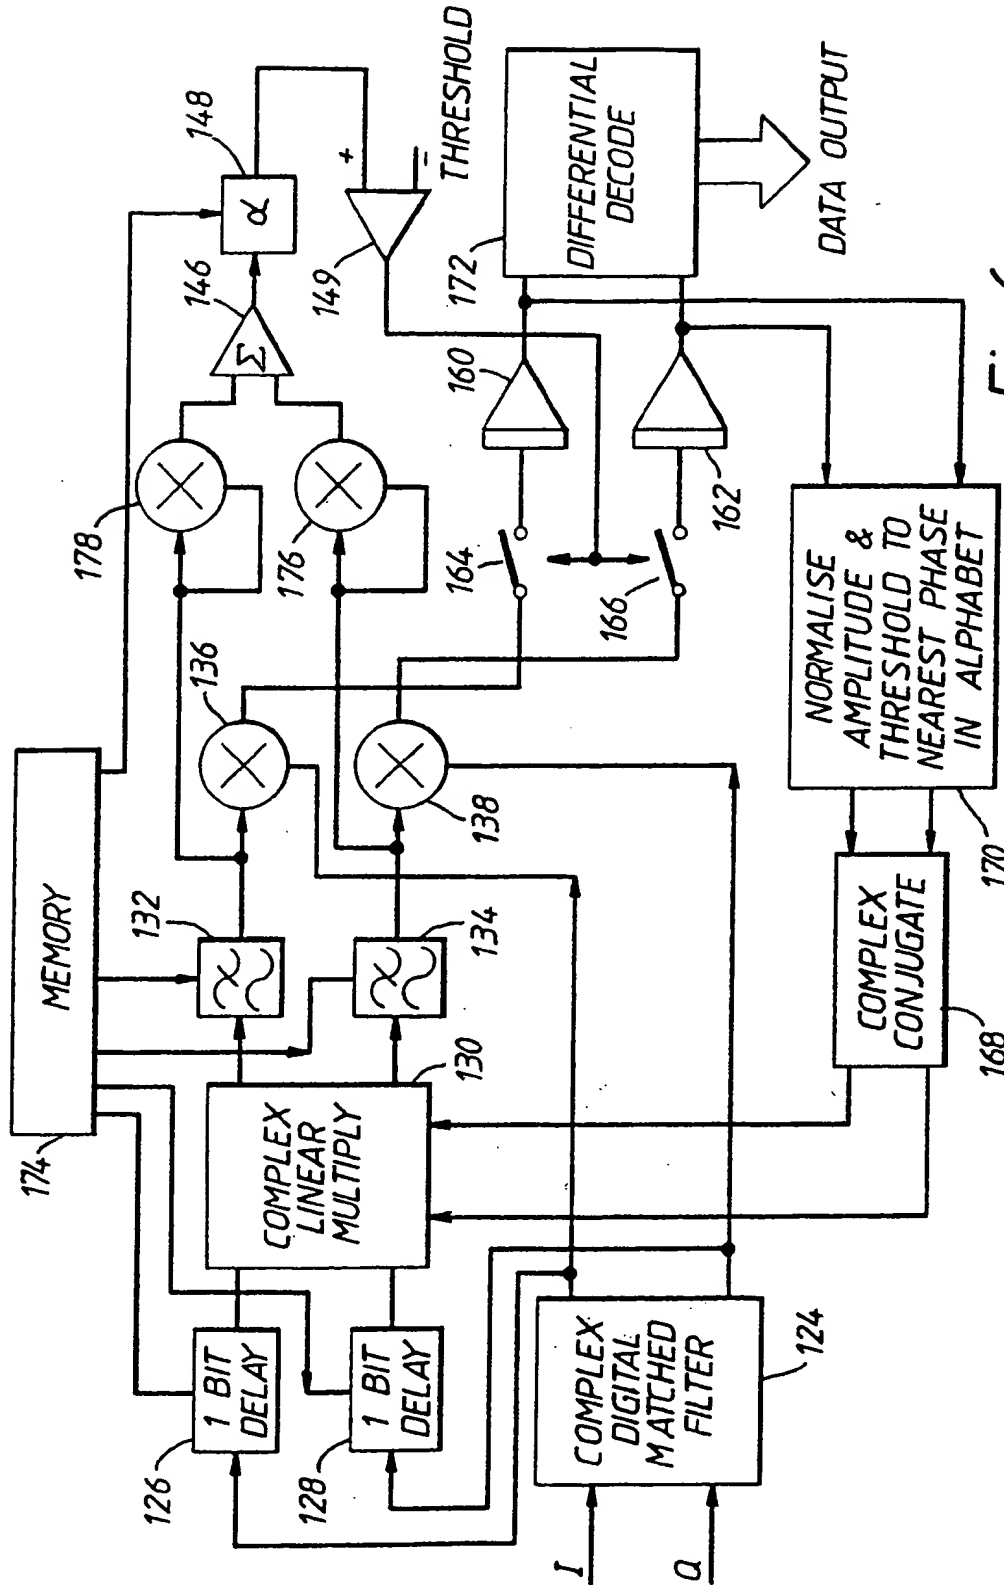 MEMORY
174
178
146
148
α
Σ
+
−
THRESHOLD
149
176
136
132
138
134
130
COMPLEX
LINEAR
MULTIPLY
126
1 BIT
DELAY
128
1 BIT
DELAY
164
166
160
162
172
DIFFERENTIAL
DECODE
DATA OUTPUT
I
Q
COMPLEX
DIGITAL
MATCHED
FILTER
124
COMPLEX
CONJUGATE
168
NORMALISE
AMPLITUDE &
THRESHOLD TO
NEAREST PHASE
IN ALPHABET
170